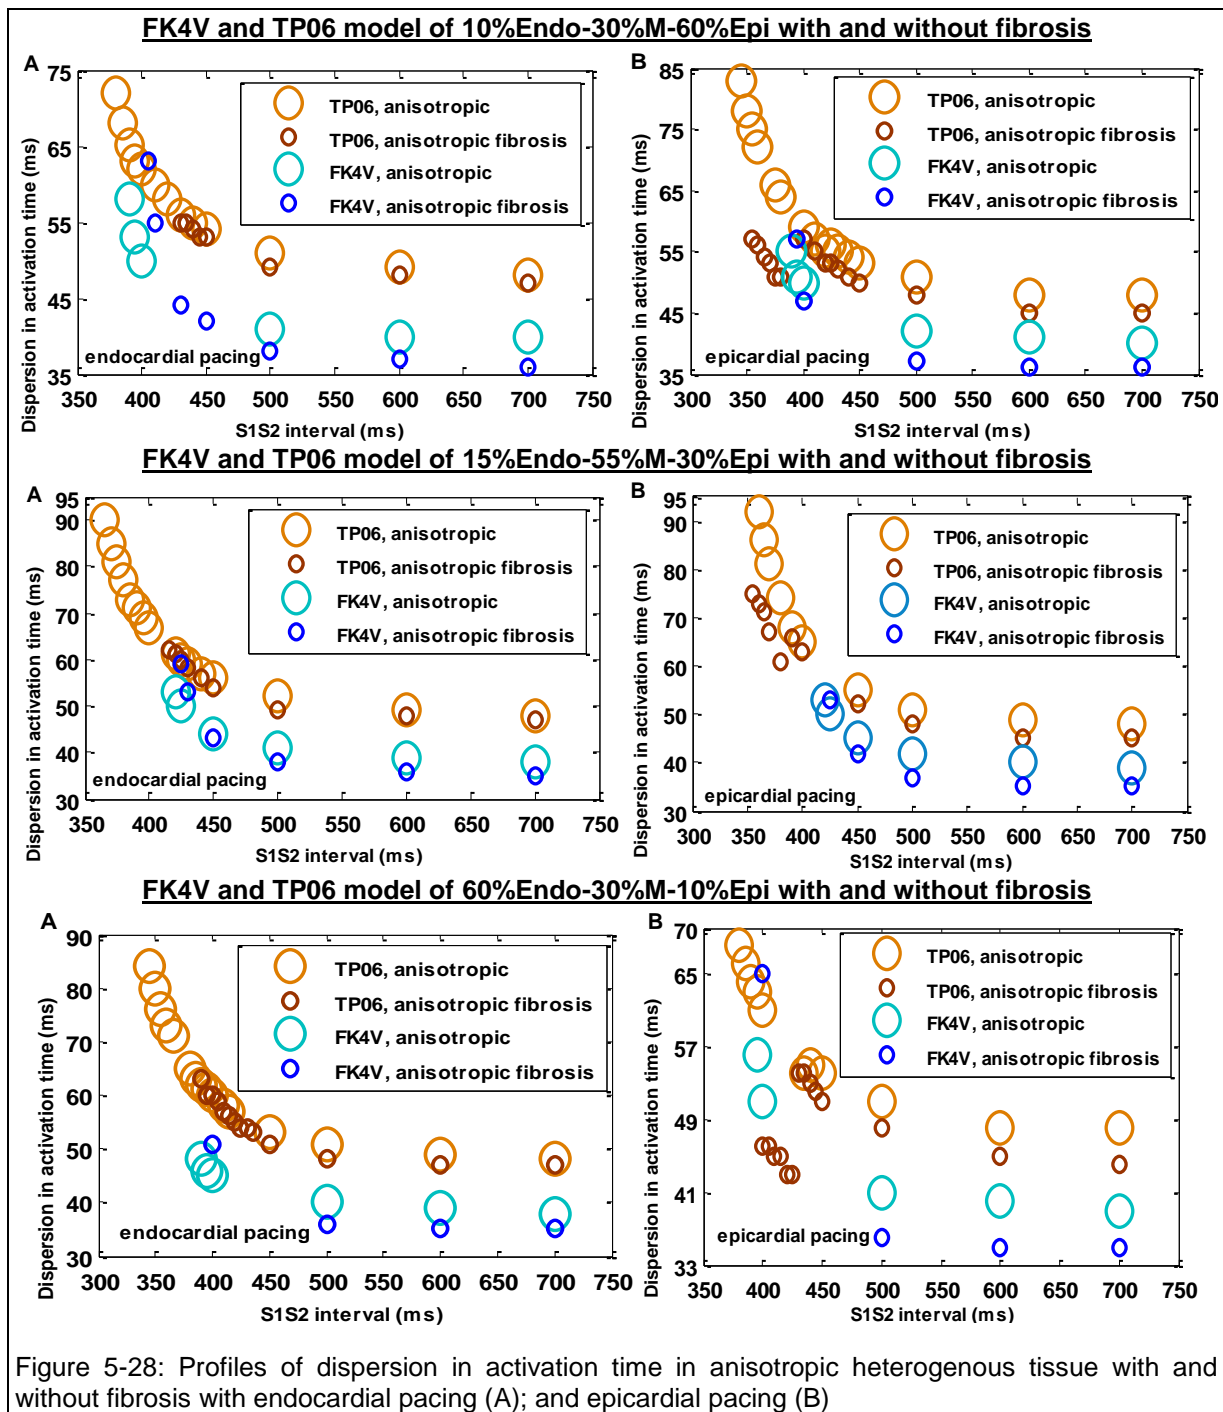 FK4V and TP06 model of 10%Endo-30%M-60%Epi with and without fibrosis
A
Dispersion in activation time (ms)
75
65
55
45
35
TP06, anisotropic
TP06, anisotropic fibrosis
FK4V, anisotropic
FK4V, anisotropic fibrosis
endocardial pacing
350 400 450 500 550 600 650 700 750
S1S2 interval (ms)
B
Dispersion in activation time (ms)
85
75
65
55
45
35
TP06, anisotropic
TP06, anisotropic fibrosis
FK4V, anisotropic
FK4V, anisotropic fibrosis
epicardial pacing
300 350 400 450 500 550 600 650 700 750
S1S2 interval (ms)
FK4V and TP06 model of 15%Endo-55%M-30%Epi with and without fibrosis
A
Dispersion in activation time (ms)
95
90
80
70
60
50
40
30
TP06, anisotropic
TP06, anisotropic fibrosis
FK4V, anisotropic
FK4V, anisotropic fibrosis
endocardial pacing
350 400 450 500 550 600 650 700 750
S1S2 interval (ms)
B
Dispersion in activation time (ms)
95
90
80
70
60
50
40
30
TP06, anisotropic
TP06, anisotropic fibrosis
FK4V, anisotropic
FK4V, anisotropic fibrosis
epicardial pacing
300 350 400 450 500 550 600 650 700 750
S1S2 interval (ms)
FK4V and TP06 model of 60%Endo-30%M-10%Epi with and without fibrosis
A
Dispersion in activation time (ms)
90
80
70
60
50
40
30
TP06, anisotropic
TP06, anisotropic fibrosis
FK4V, anisotropic
FK4V, anisotropic fibrosis
endocardial pacing
300 350 400 450 500 550 600 650 700 750
S1S2 interval (ms)
B
Dispersion in activation time (ms)
70
65
57
49
41
33
TP06, anisotropic
TP06, anisotropic fibrosis
FK4V, anisotropic
FK4V, anisotropic fibrosis
epicardial pacing
350 400 450 500 550 600 650 700 750
S1S2 interval (ms)
Figure 5-28: Profiles of dispersion in activation time in anisotropic heterogenous tissue with and
without fibrosis with endocardial pacing (A); and epicardial pacing (B)